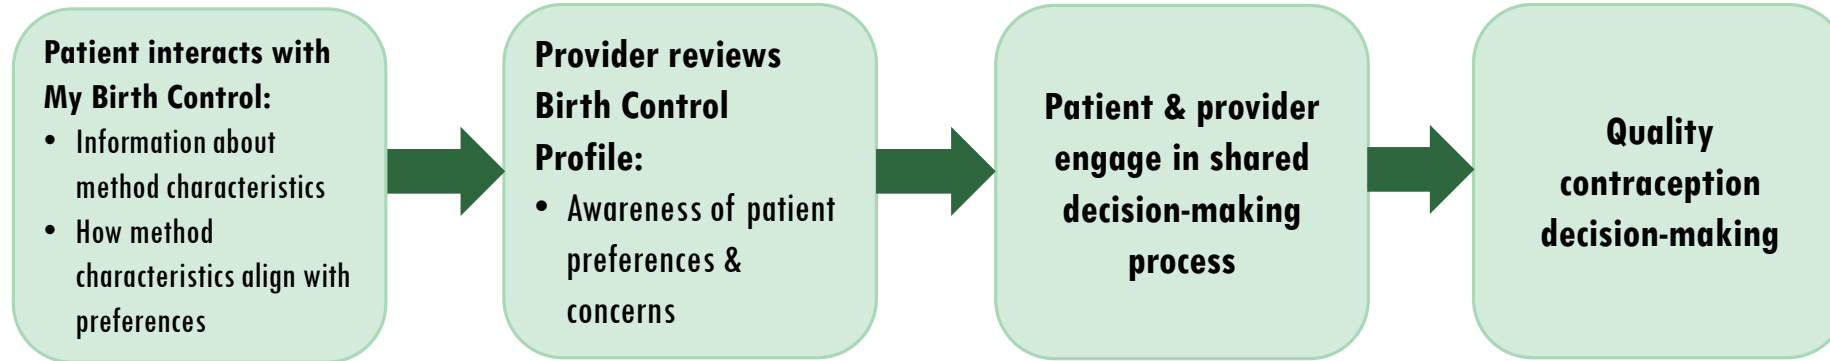 Patient interacts with
My Birth Control:
• Information about
method characteristics
• How method
characteristics align with
preferences
Provider reviews
Birth Control
Profile:
• Awareness of patient
preferences &
concerns
Patient & provider
engage in shared
decision-making
process
Quality
contraception
decision-making